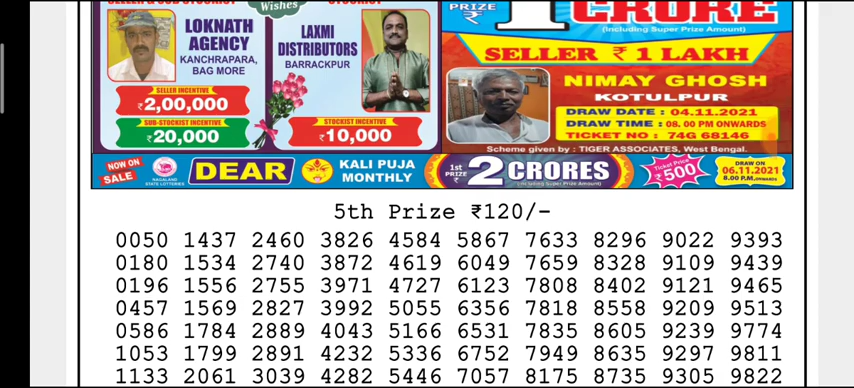 SELLER & SUB STOCKIST
STOCKIST
Wishes
LOKNATH
AGENCY
KANCHRAPARA,
BAG MORE
LAXMI
DISTRIBUTORS
BARRACKPUR
SELLER INCENTIVE
₹2,00,000
SUB-STOCKIST INCENTIVE
₹20,000
STOCKIST INCENTIVE
₹10,000
PRIZE ₹ 1 CRORE
(Including Super Prize Amount)
SELLER ₹ 1 LAKH
NIMAY GHOSH
KOTULPUR
DRAW DATE : 04.11.2021
DRAW TIME : 08. 00 PM ONWARDS
TICKET NO : 74G 68146
Scheme given by : TIGER ASSOCIATES, West Bengal.
NOW ON
SALE
NAGALAND
STATE LOTTERIES
DEAR
KALI PUJA
MONTHLY
1st
PRIZE
₹
2 CRORES
(Including Super Prize Amount)
Ticket Price
₹500
DRAW ON
06.11.2021
8.00 P.M. ONWARDS
5th Prize ₹120/-
0050 1437 2460 3826 4584 5867 7633 8296 9022 9393
0180 1534 2740 3872 4619 6049 7659 8328 9109 9439
0196 1556 2755 3971 4727 6123 7808 8402 9121 9465
0457 1569 2827 3992 5055 6356 7818 8558 9209 9513
0586 1784 2889 4043 5166 6531 7835 8605 9239 9774
1053 1799 2891 4232 5336 6752 7949 8635 9297 9811
1133 2061 3039 4282 5446 7057 8175 8735 9305 9822